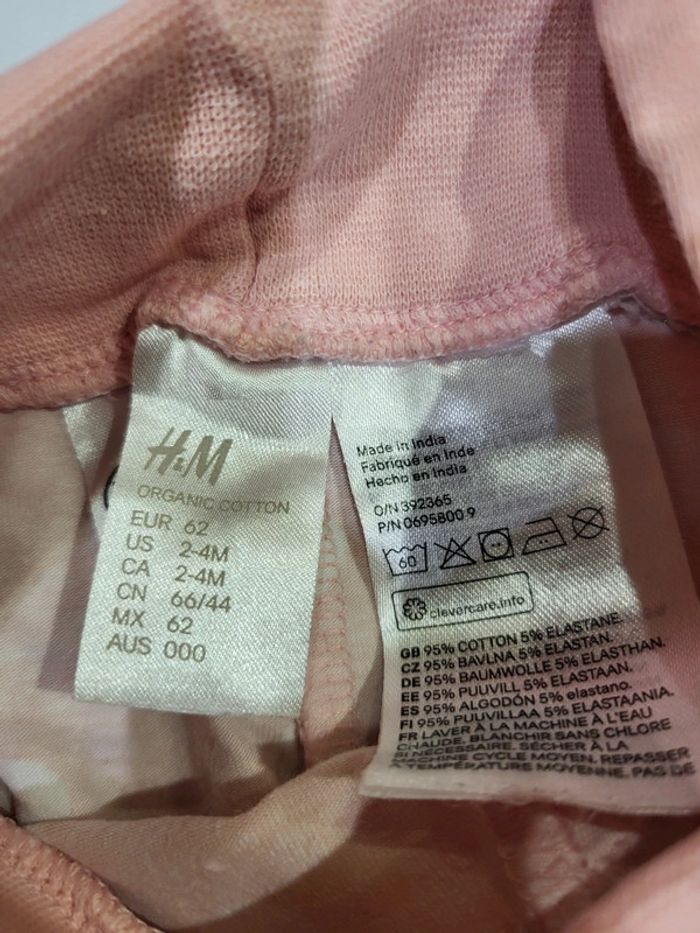 H&M
ORGANIC COTTON
EUR 62
US 2-4M
CA 2-4M
CN 66/44
MX 62
AUS 000
Made in India
Fabriqué en Inde
Hecho en India
O/N 392365
P/N 0695800 9
60
clevercare.info
GB 95% COTTON 5% ELASTANE.
CZ 95% BAVLNA 5% ELASTAN.
DE 95% BAUMWOLLE 5% ELASTHAN.
EE 95% PUUVILL 5% ELASTAAN.
ES 95% ALGODÓN 5% elastano.
FI 95% PUUVILLAA 5% ELASTAANIA.
FR LAVER À LA MACHINE À L'EAU
CHAUDE. BLANCHIR SANS CHLORE
SI NÉCESSAIRE. SÉCHER À LA
MACHINE CYCLE MOYEN. REPASSER
À TEMPÉRATURE MOYENNE. PAS DE